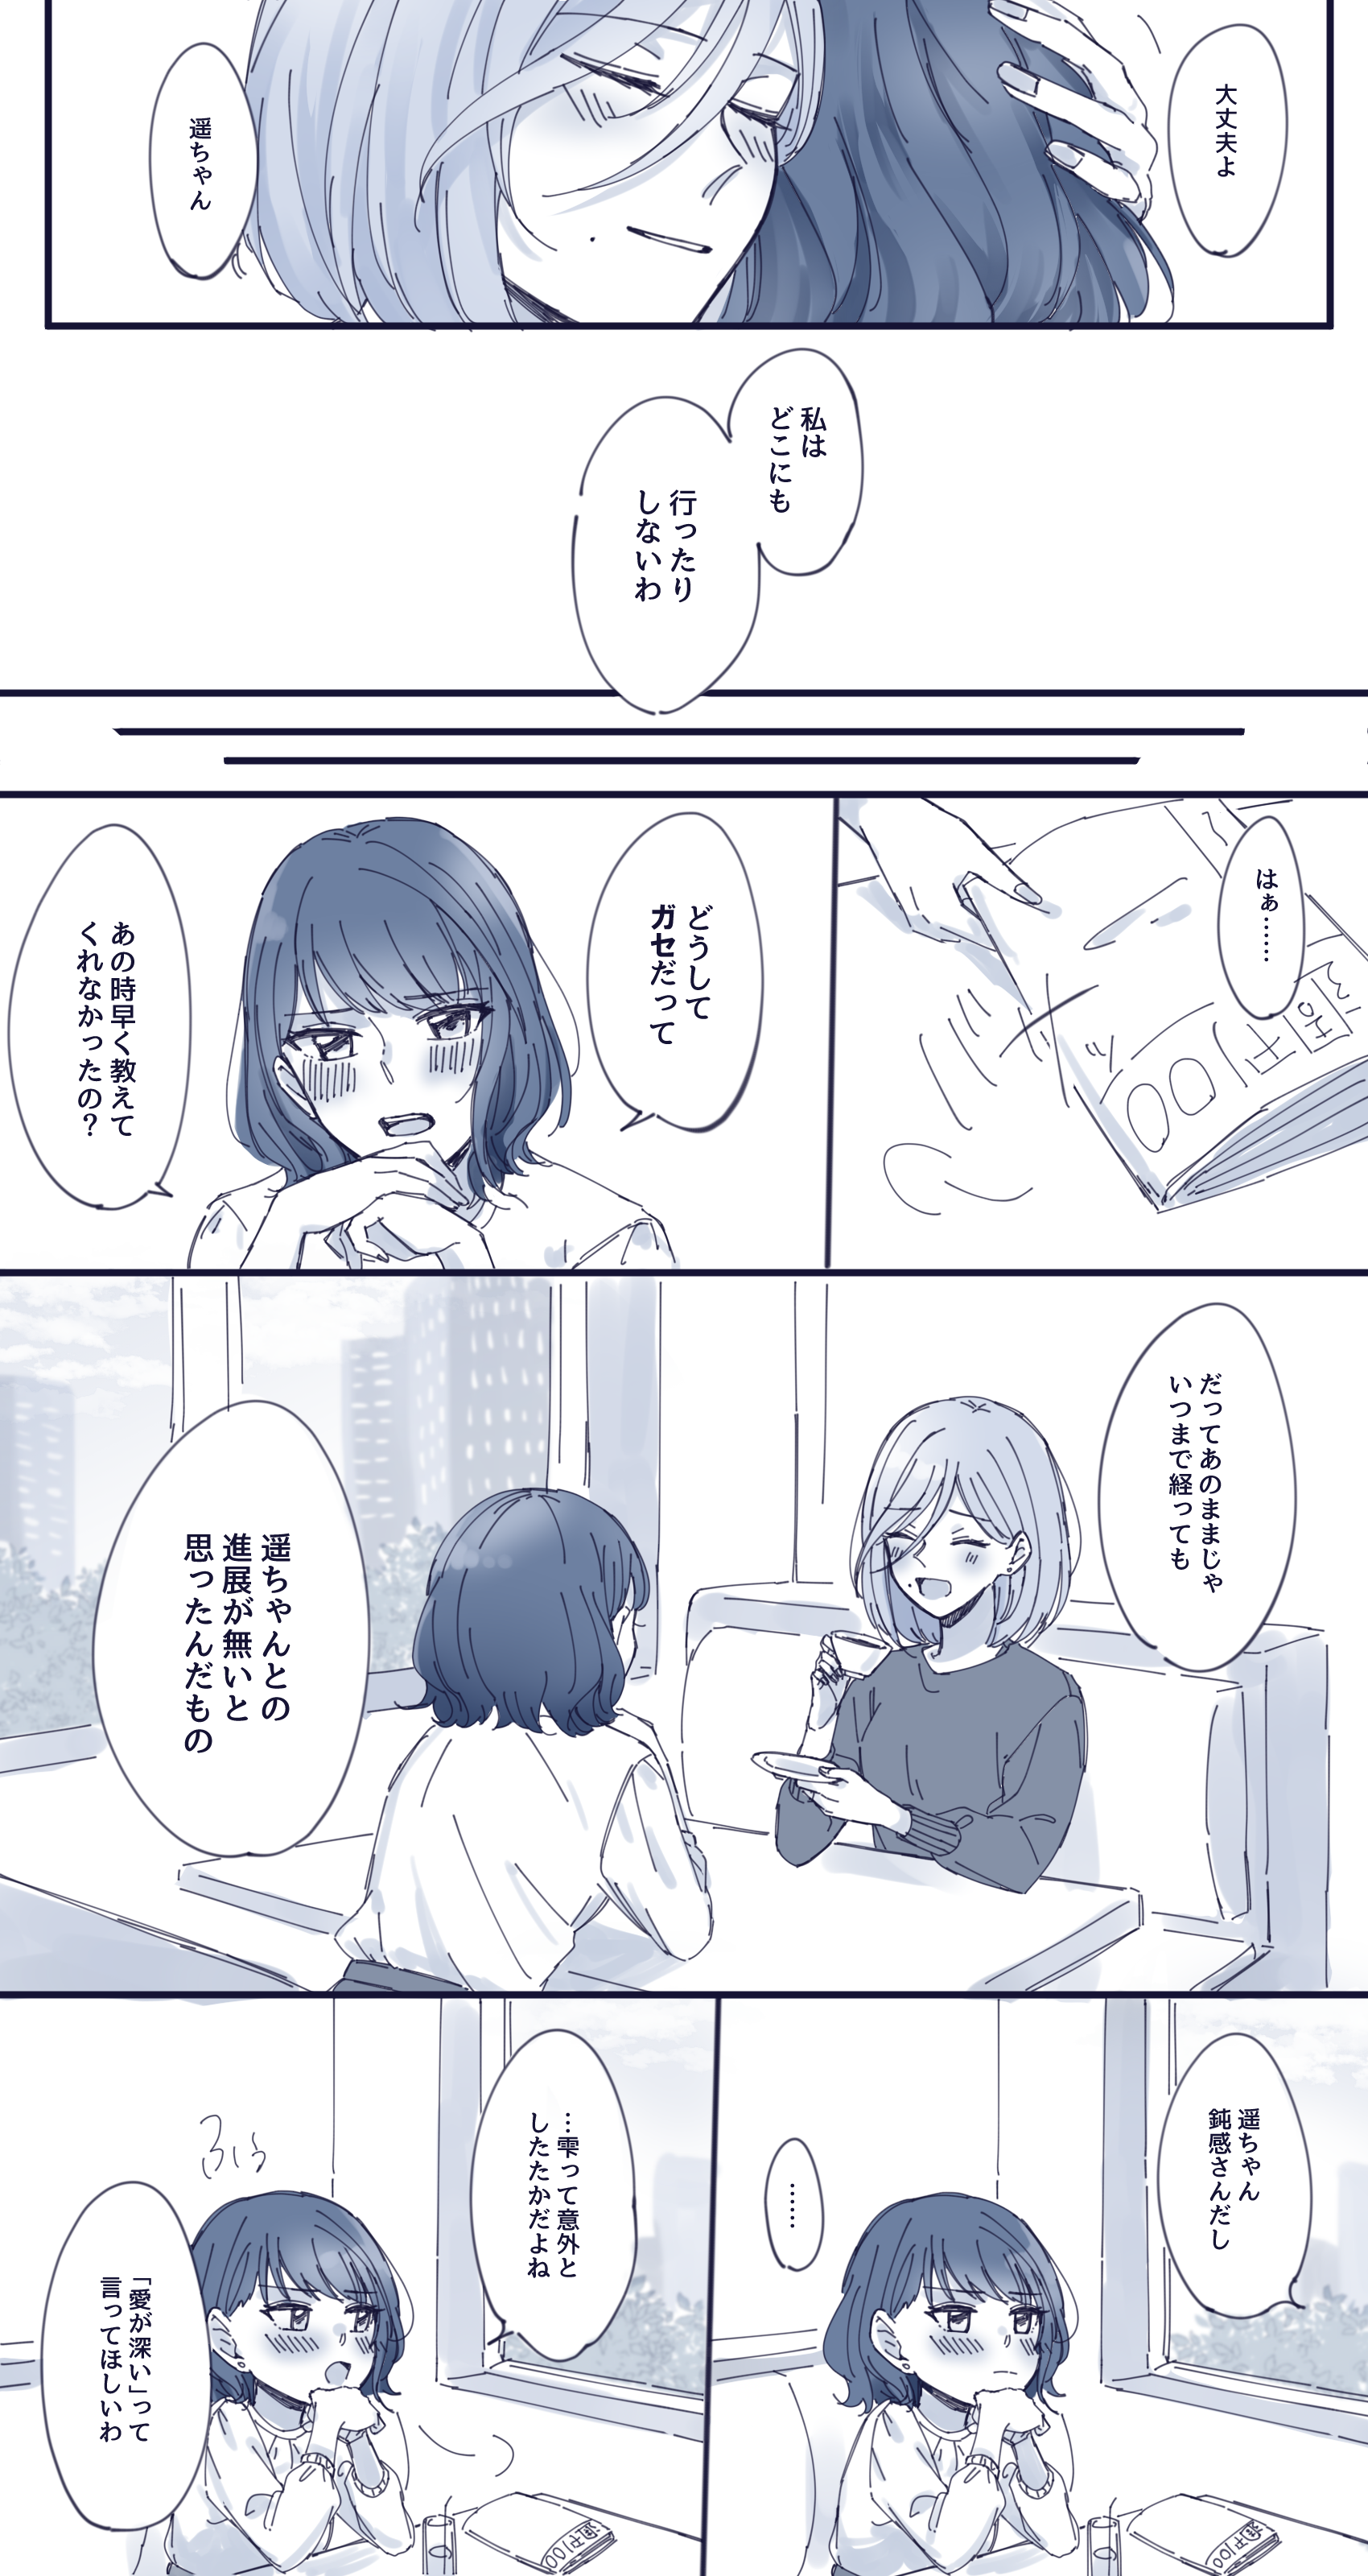 大丈夫よ
遥ちゃん
私は
どこにも
行ったり
しないわ
はぁ……
どうして
ガセだって
あの時早く教えて
くれなかったの？
だってあのままじゃ
いつまで経っても
遥ちゃんとの
進展が無いと
思ったんだもの
遥ちゃん
鈍感さんだし
……
…雫って意外と
したたかだよね
「愛が深い」って
言ってほしいわ